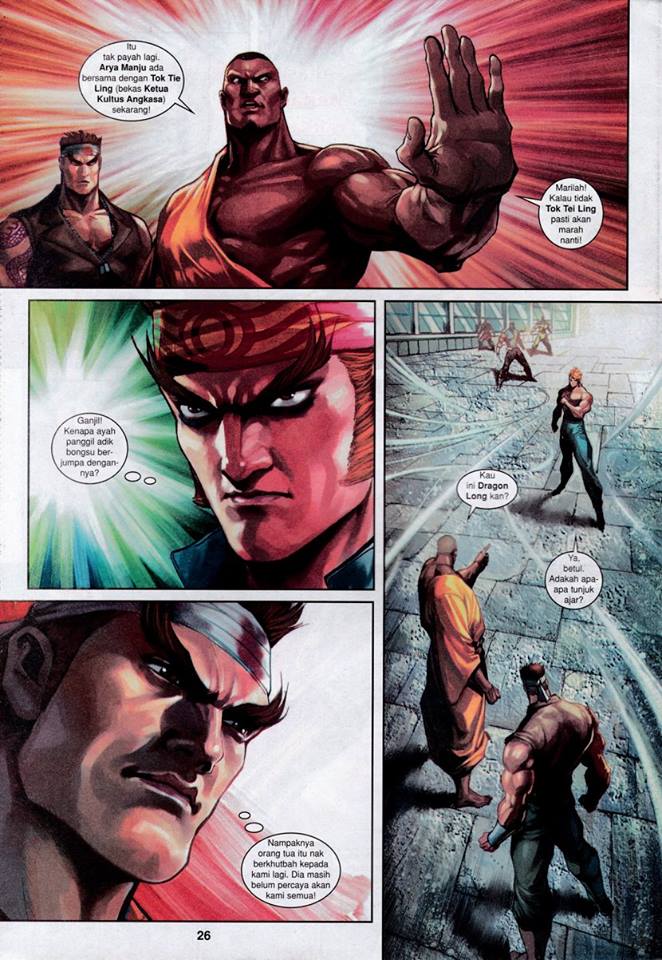 Itu
tak payah lagi.
Arya Manju ada
bersama dengan Tok Tie
Ling (bekas Ketua
Kultus Angkasa)
sekarang!
Marilah!
Kalau tidak
Tok Tei Ling
pasti akan
marah
nanti!
Ganjil!
Kenapa ayah
panggil adik
bongsu ber-
jumpa dengan-
nya?
Kau
ini Dragon
Long kan?
Ya,
betul.
Adakah apa-
apa tunjuk
ajar?
Nampaknya
orang tua itu nak
berkhutbah kepada
kami lagi. Dia masih
belum percaya akan
kami semua!
26